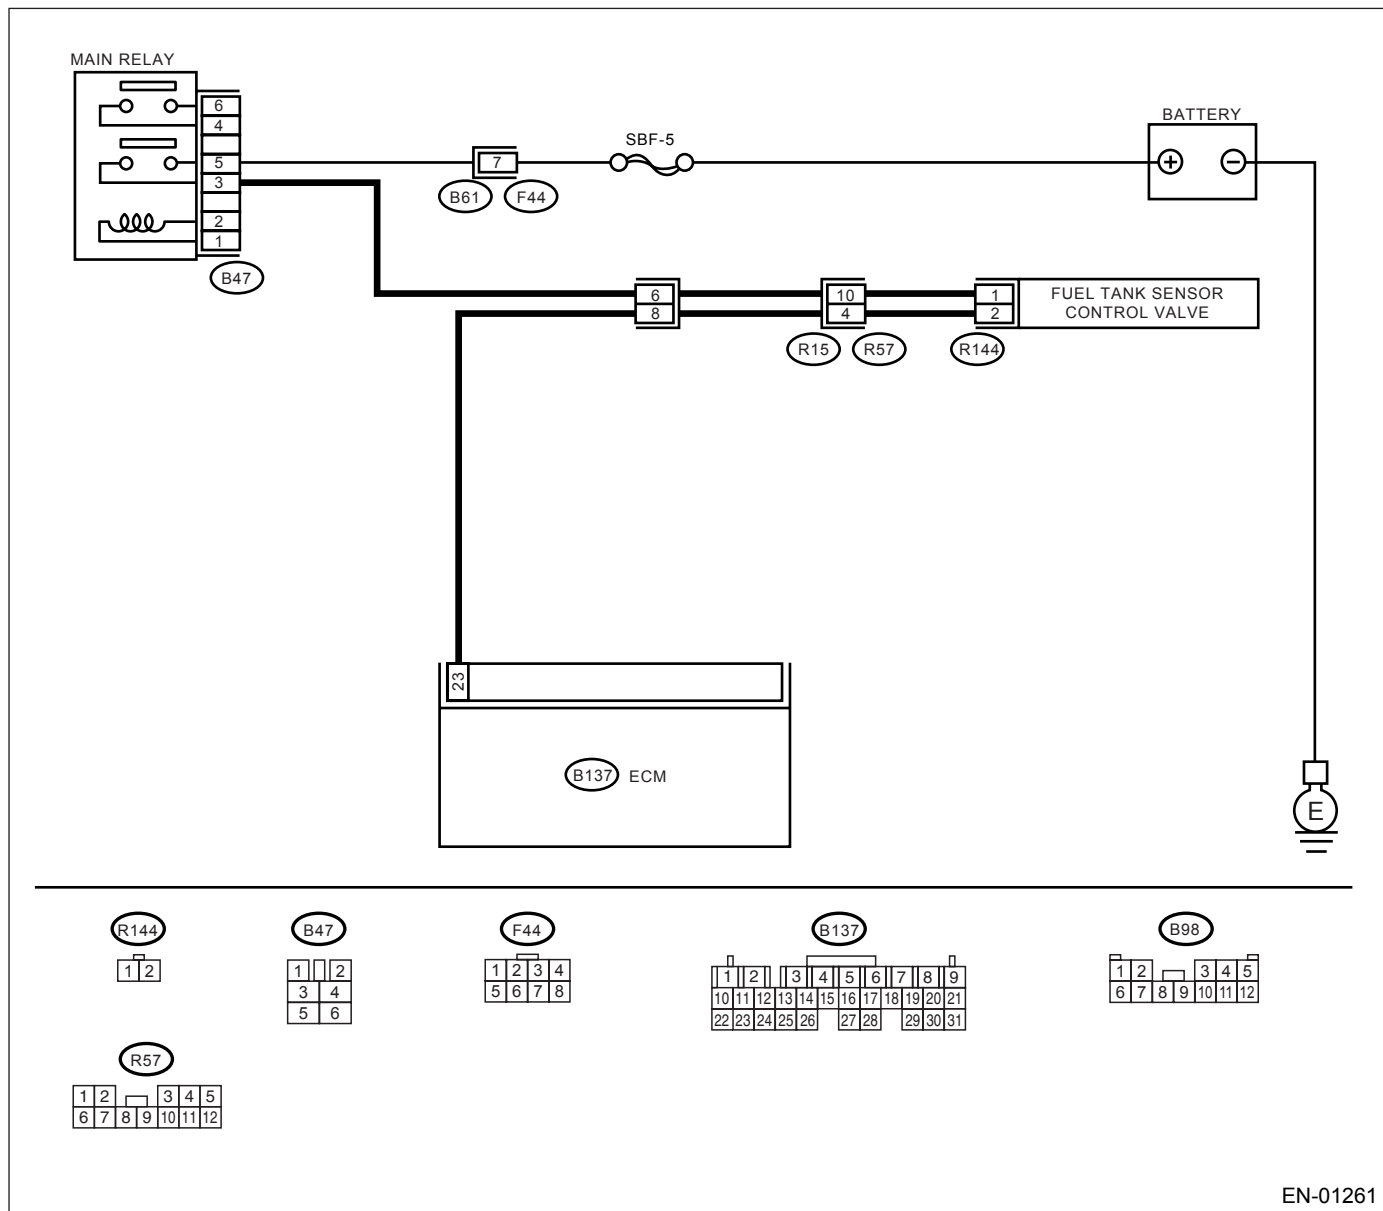 MAIN RELAY
6
4
5
3
2
1
B47
7
B61 F44
SBF-5
BATTERY
+ −
6
8
10
4
R15 R57
1
2
R144
FUEL TANK SENSOR
CONTROL VALVE
23
B137 ECM
E
R144
1 2
B47
1 2
3 4
5 6
F44
1 2 3 4
5 6 7 8
B137
1 2 3 4 5 6 7 8 9
10 11 12 13 14 15 16 17 18 19 20 21
22 23 24 25 26 27 28 29 30 31
B98
1 2 3 4 5
6 7 8 9 10 11 12
R57
1 2 3 4 5
6 7 8 9 10 11 12
EN-01261